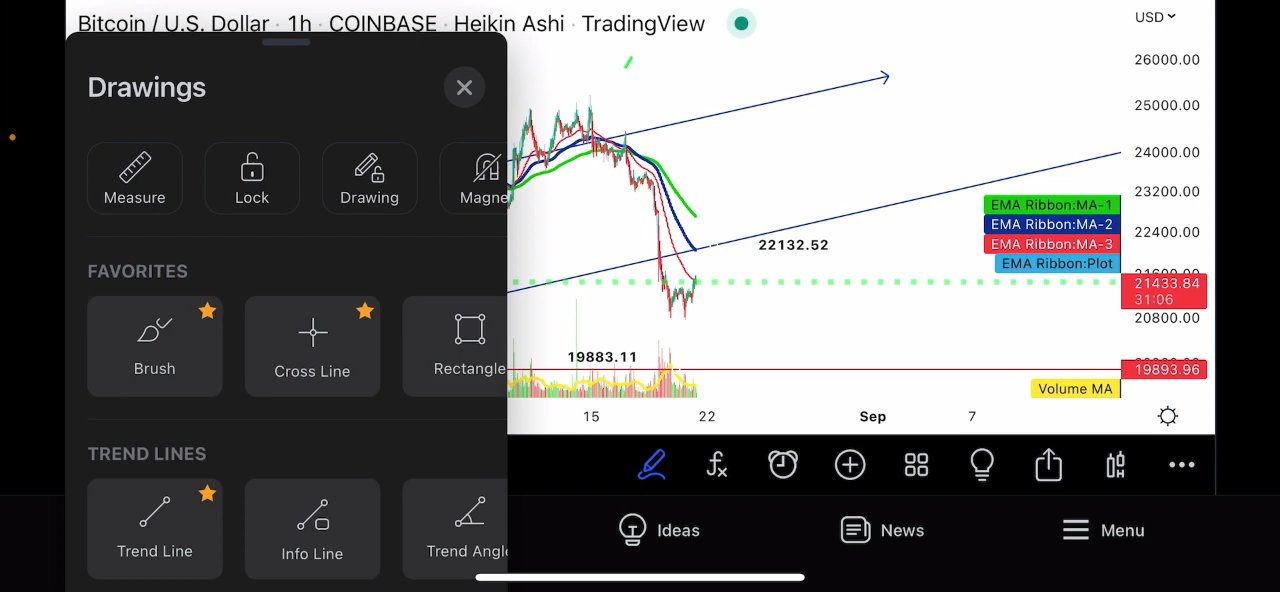 Bitcoin / U.S. Dollar · 1h · COINBASE · Heikin Ashi · TradingView
USD
Drawings
Measure
Lock
Drawing
Magne
FAVORITES
Brush
Cross Line
Rectangle
TREND LINES
Trend Line
Info Line
Trend Angle
26000.00
25000.00
24000.00
23200.00
22400.00
21600.00
20800.00
EMA Ribbon:MA-1
EMA Ribbon:MA-2
EMA Ribbon:MA-3
EMA Ribbon:Plot
22132.52
21433.84
31:06
19883.11
19893.96
Volume MA
15
22
Sep
7
Ideas
News
Menu